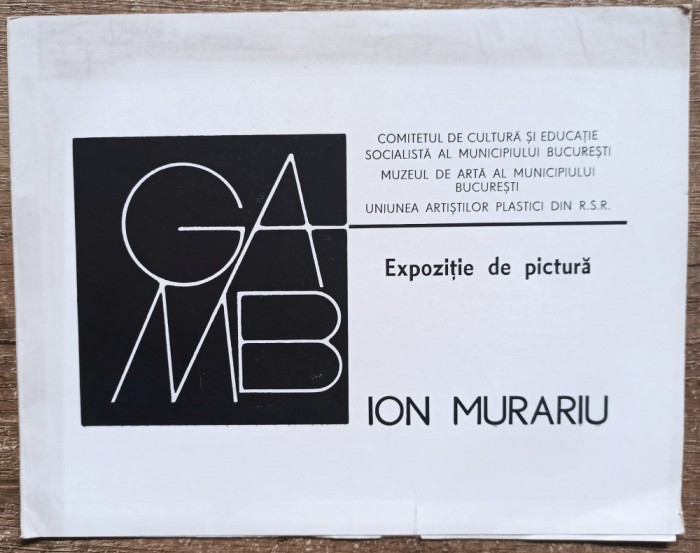 GA
MB
COMITETUL DE CULTURĂ ȘI EDUCAȚIE
SOCIALISTĂ AL MUNICIPIULUI BUCUREȘTI
MUZEUL DE ARTĂ AL MUNICIPIULUI
BUCUREȘTI
UNIUNEA ARTIȘTILOR PLASTICI DIN R.S.R.
Expoziție de pictură
ION MURARIU